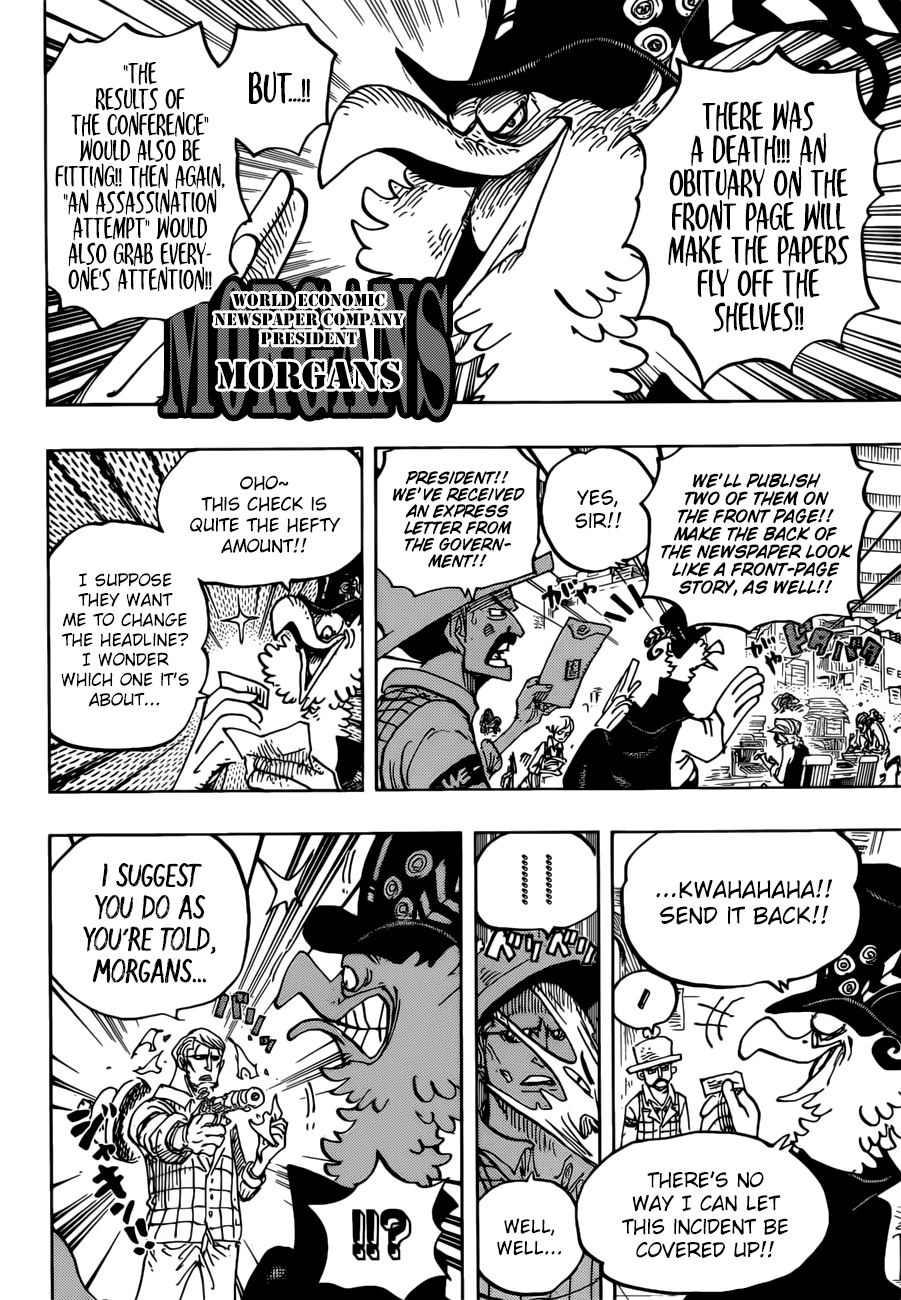 THERE WAS
A DEATH!!! AN
OBITUARY ON THE
FRONT PAGE WILL
MAKE THE PAPERS
FLY OFF THE
SHELVES!!
BUT...!!
"THE
RESULTS OF
THE CONFERENCE"
WOULD ALSO BE
FITTING!! THEN AGAIN,
"AN ASSASSINATION
ATTEMPT" WOULD
ALSO GRAB EVERY-
ONE'S ATTENTION!!
MORGANS
WORLD ECONOMIC
NEWSPAPER COMPANY
PRESIDENT
MORGANS
WE'LL PUBLISH
TWO OF THEM ON
THE FRONT PAGE!!
MAKE THE BACK OF
THE NEWSPAPER LOOK
LIKE A FRONT-PAGE
STORY, AS WELL!!
YES,
SIR!!
PRESIDENT!!
WE'VE RECEIVED
AN EXPRESS
LETTER FROM
THE GOVERN-
MENT!!
ガヤガヤ
WE
OHO~
THIS CHECK IS
QUITE THE HEFTY
AMOUNT!!
I SUPPOSE
THEY WANT
ME TO CHANGE
THE HEADLINE?
I WONDER
WHICH ONE IT'S
ABOUT...
...KWAHAHAHA!!
SEND IT BACK!!
THERE'S NO
WAY I CAN LET
THIS INCIDENT BE
COVERED UP!!
WELL,
WELL...
I SUGGEST
YOU DO AS
YOU'RE TOLD,
MORGANS...
!!?